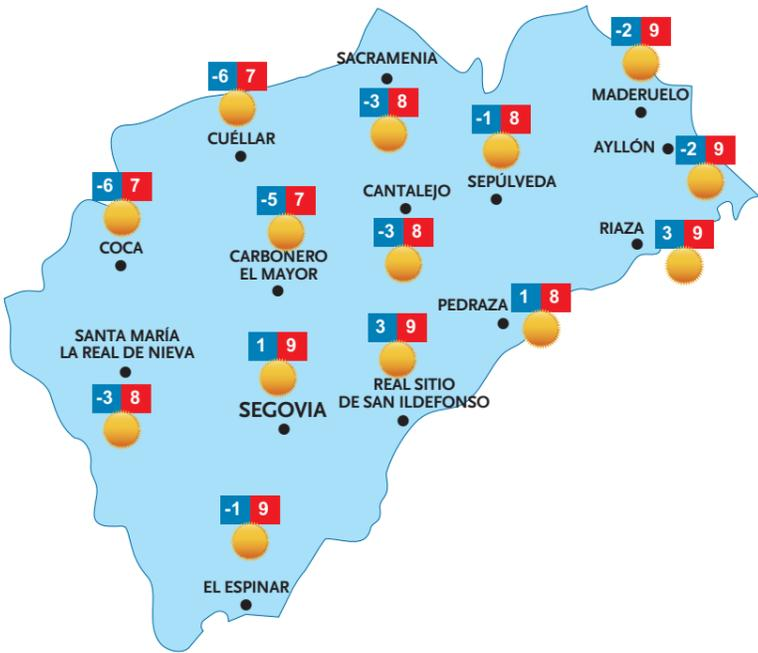 -2 9
MADERUELO
SACRAMENIA
-3 8
-6 7
CUÉLLAR
-1 8
SEPÚLVEDA
AYLLÓN
-2 9
-6 7
COCA
CANTALEJO
-3 8
-5 7
CARBONERO
EL MAYOR
RIAZA
3 9
PEDRAZA
1 8
SANTA MARÍA
LA REAL DE NIEVA
-3 8
1 9
SEGOVIA
3 9
REAL SITIO
DE SAN ILDEFONSO
-1 9
EL ESPINAR